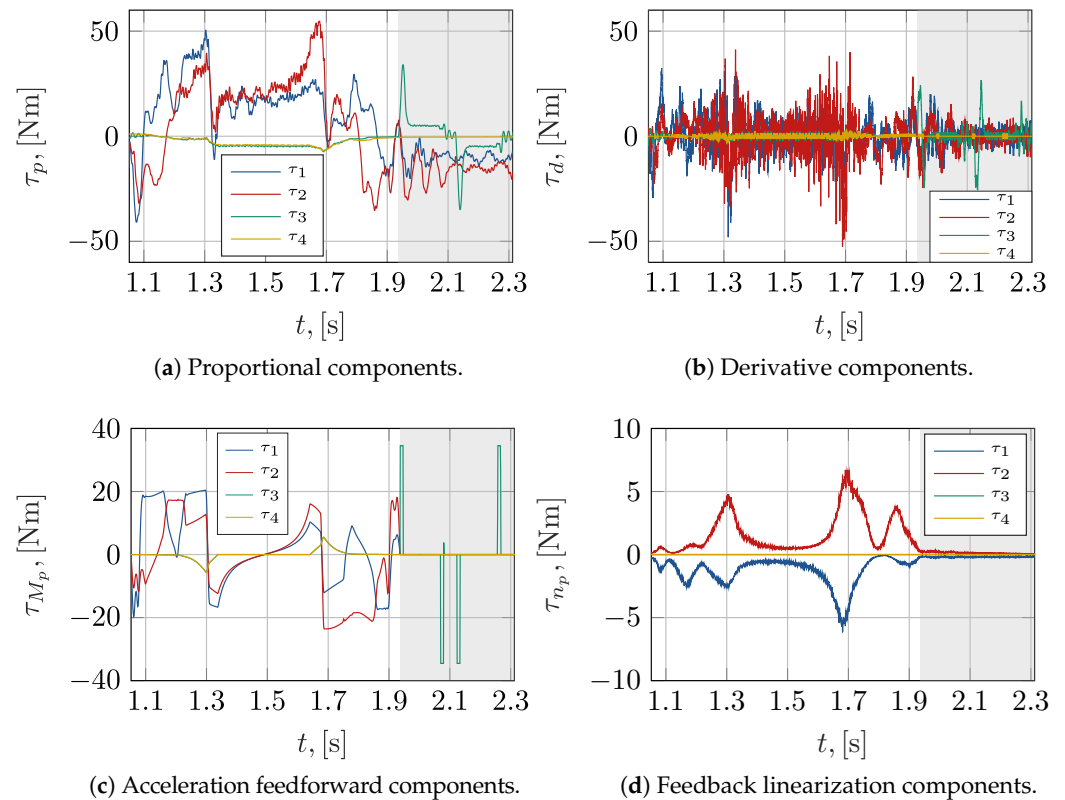 50
0
−50
τp, [Nm]
τ1
τ2
τ3
τ4
1.1 1.3 1.5 1.7 1.9 2.1 2.3
t, [s]
(a) Proportional components.
50
0
−50
τd, [Nm]
τ1
τ2
τ3
τ4
1.1 1.3 1.5 1.7 1.9 2.1 2.3
t, [s]
(b) Derivative components.
40
20
0
−20
−40
τMp, [Nm]
τ1
τ2
τ3
τ4
1.1 1.3 1.5 1.7 1.9 2.1 2.3
t, [s]
(c) Acceleration feedforward components.
10
5
0
−5
−10
τnp, [Nm]
τ1
τ2
τ3
τ4
1.1 1.3 1.5 1.7 1.9 2.1 2.3
t, [s]
(d) Feedback linearization components.